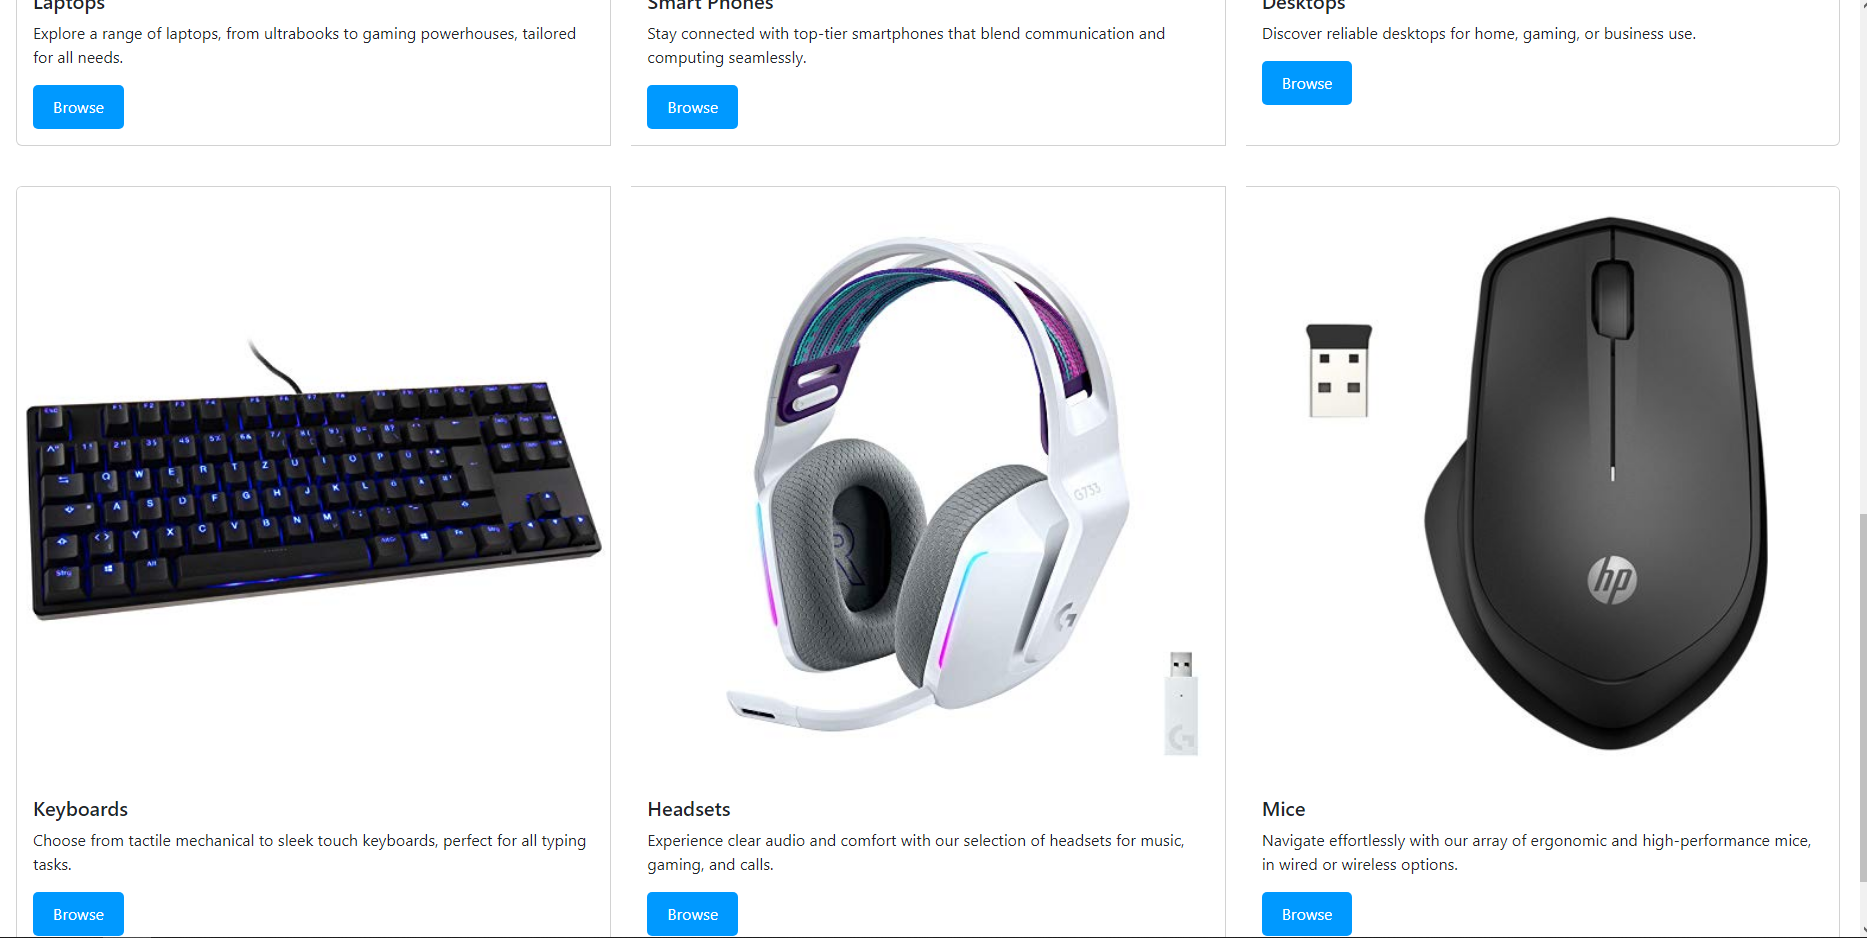 Laptops
Explore a range of laptops, from ultrabooks to gaming powerhouses, tailored
for all needs.
Browse
Smart Phones
Stay connected with top-tier smartphones that blend communication and
computing seamlessly.
Browse
Desktops
Discover reliable desktops for home, gaming, or business use.
Browse
Keyboards
Choose from tactile mechanical to sleek touch keyboards, perfect for all typing
tasks.
Browse
G733
R
Headsets
Experience clear audio and comfort with our selection of headsets for music,
gaming, and calls.
Browse
hp
Mice
Navigate effortlessly with our array of ergonomic and high-performance mice,
in wired or wireless options.
Browse